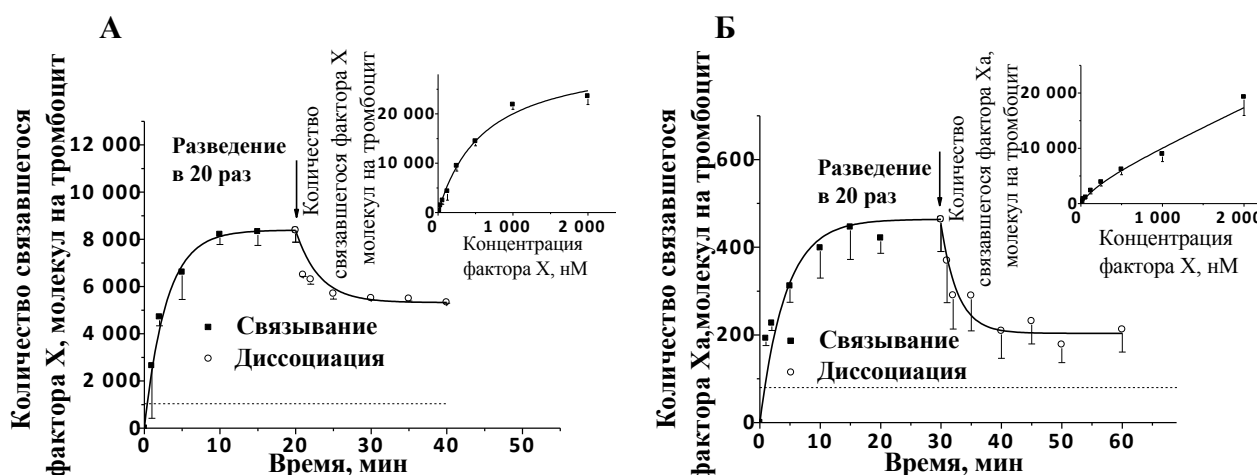 А
Количество связавшегося
фактора X, молекул на тромбоцит
12 000
10 000
8 000
6 000
4 000
2 000
0
0 10 20 30 40 50
Время, мин
Разведение
в 20 раз
Связывание
Диссоциация
Количество
связавшегося фактора X
молекул на тромбоцит
20 000
10 000
0
0 1 000 2 000
Концентрация
фактора X, нМ
Б
Количество связавшегося
фактора Xa,молекул на тромбоцит
600
400
200
0
0 10 20 30 40 50 60
Время, мин
Разведение
в 20 раз
Связывание
Диссоциация
Количество
связавшегося фактора Xa,
молекул на тромбоцит
20 000
10 000
0
0 1 000 2 000
Концентрация
фактора X, нМ